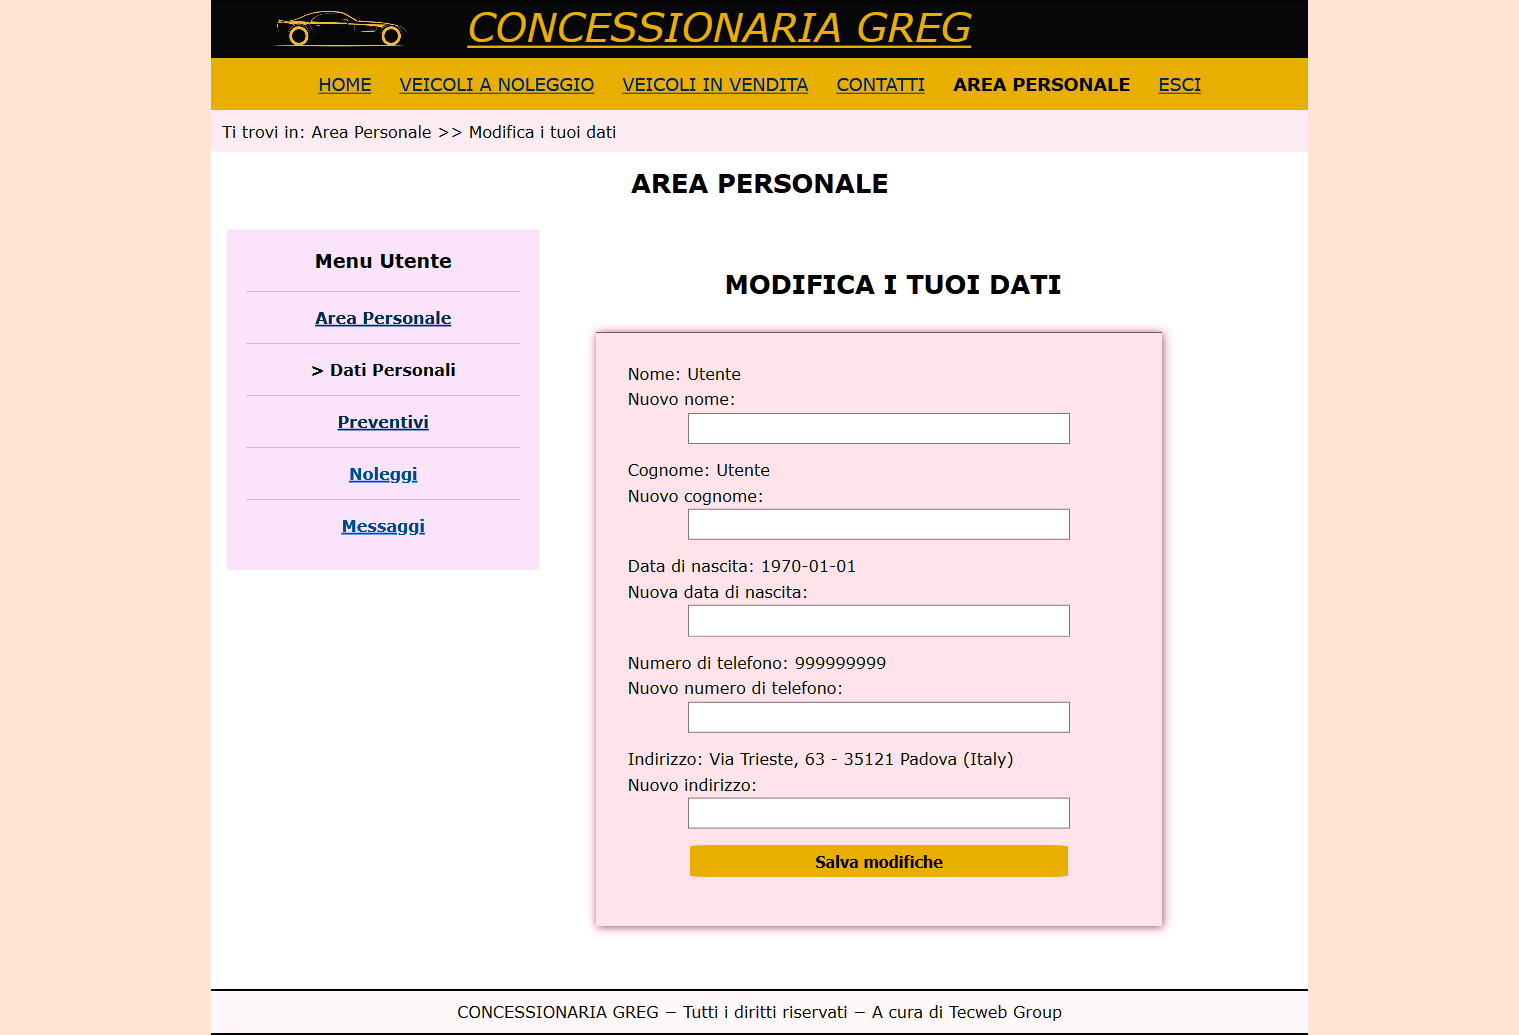 CONCESSIONARIA GREG
HOME VEICOLI A NOLEGGIO VEICOLI IN VENDITA CONTATTI AREA PERSONALE ESCI
Ti trovi in: Area Personale >> Modifica i tuoi dati
AREA PERSONALE
Menu Utente
Area Personale
> Dati Personali
Preventivi
Noleggi
Messaggi
MODIFICA I TUOI DATI
Nome: Utente
Nuovo nome:
Cognome: Utente
Nuovo cognome:
Data di nascita: 1970-01-01
Nuova data di nascita:
Numero di telefono: 999999999
Nuovo numero di telefono:
Indirizzo: Via Trieste, 63 - 35121 Padova (Italy)
Nuovo indirizzo:
Salva modifiche
CONCESSIONARIA GREG − Tutti i diritti riservati − A cura di Tecweb Group